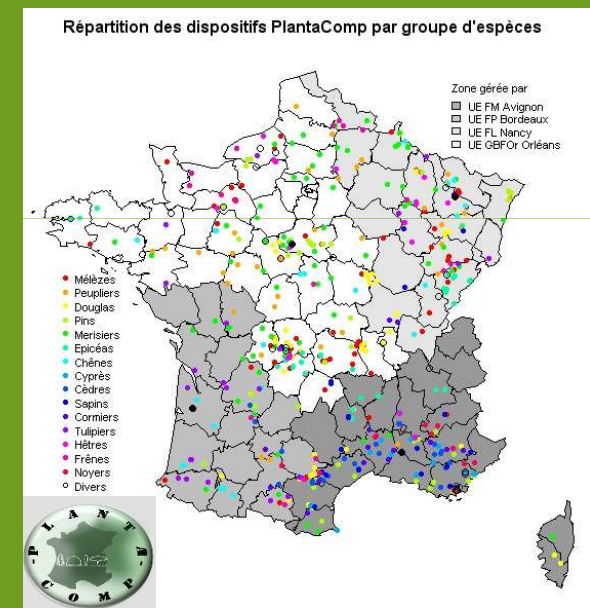 Répartition des dispositifs PlantaComp par groupe d'espèces
Zone gérée par
UE FM Avignon
UE FP Bordeaux
UE FL Nancy
UE GBFOr Orléans
Mélèzes
Peupliers
Douglas
Pins
Merisiers
Epicéas
Chênes
Cyprès
Cèdres
Sapins
Cormiers
Tulipiers
Hêtres
Frênes
Noyers
Divers
PLANTA
COMP